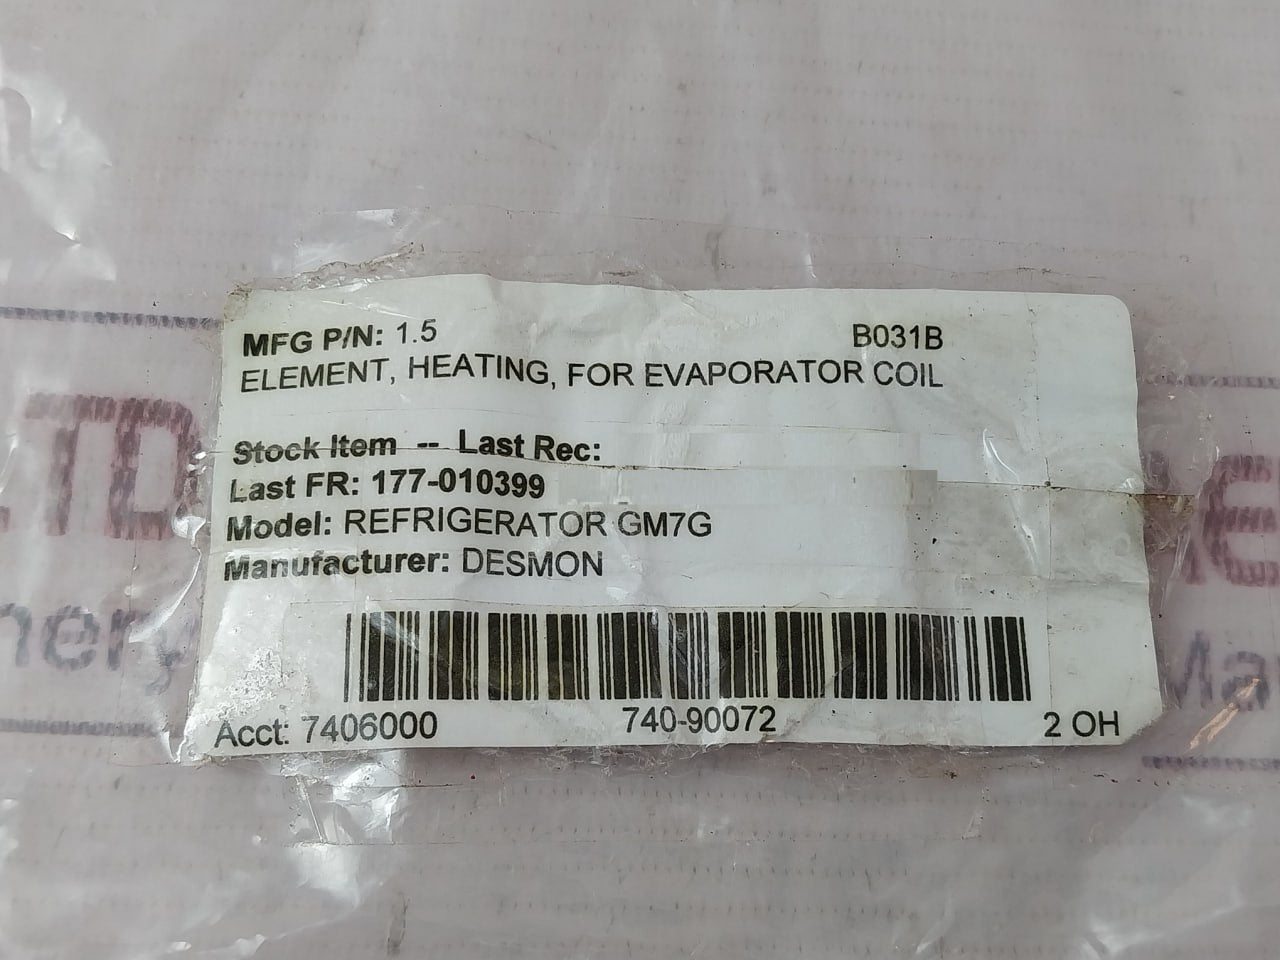 MFG P/N: 1.5 B031B
ELEMENT, HEATING, FOR EVAPORATOR COIL
Stock Item -- Last Rec:
Last FR: 177-010399
Model: REFRIGERATOR GM7G
Manufacturer: DESMON
Acct: 7406000 740-90072 2 OH
LTD